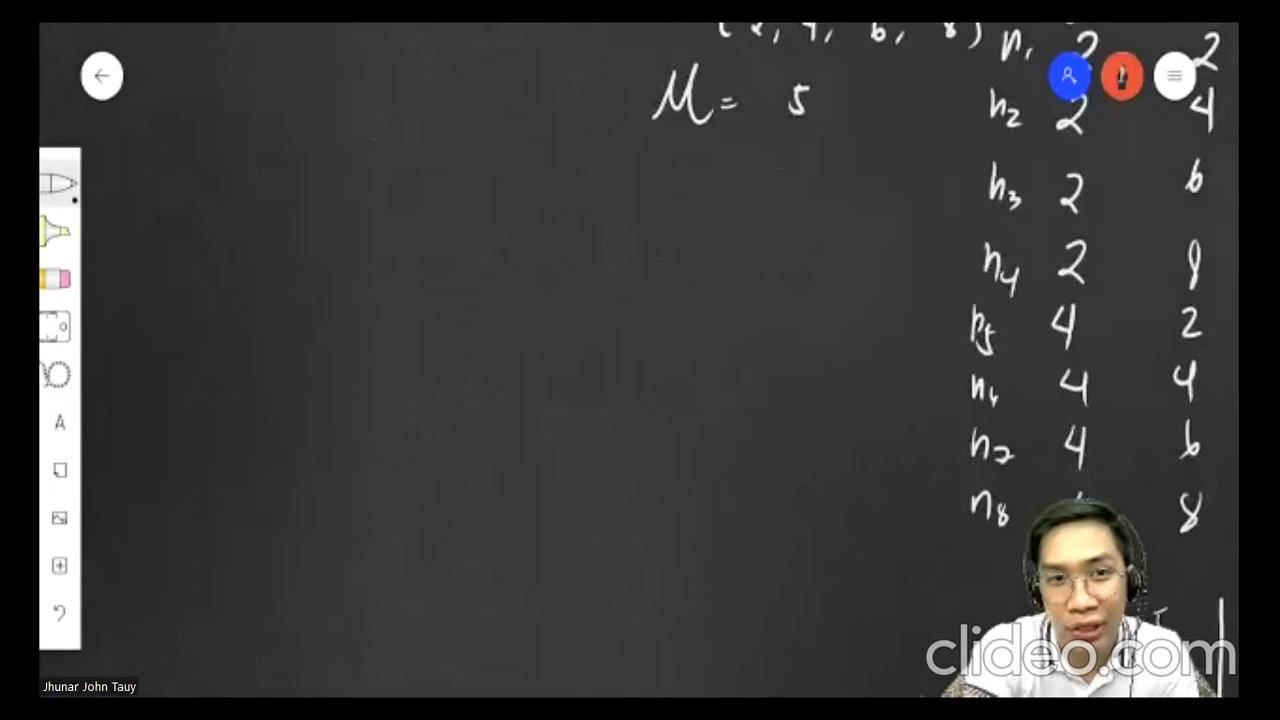 (2, 4, 6, 8)
M = 5
n1 2 2
n2 2 4
n3 2 6
n4 2 8
n5 4 2
n4 4 4
n7 4 6
n8 8
A
clideo.com
Jhunar John Tauy